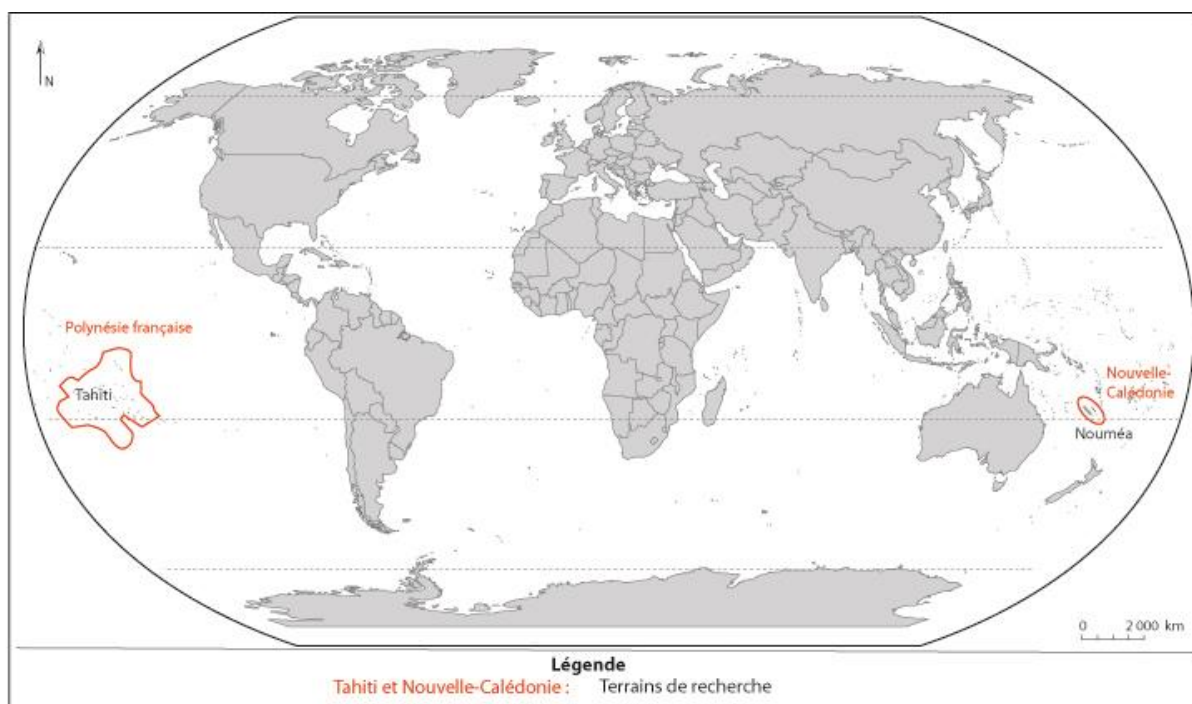 N
Polynésie française
Tahiti
Nouvelle-
Calédonie
Nouméa
0 2 000 km
Légende
Tahiti et Nouvelle-Calédonie : Terrains de recherche